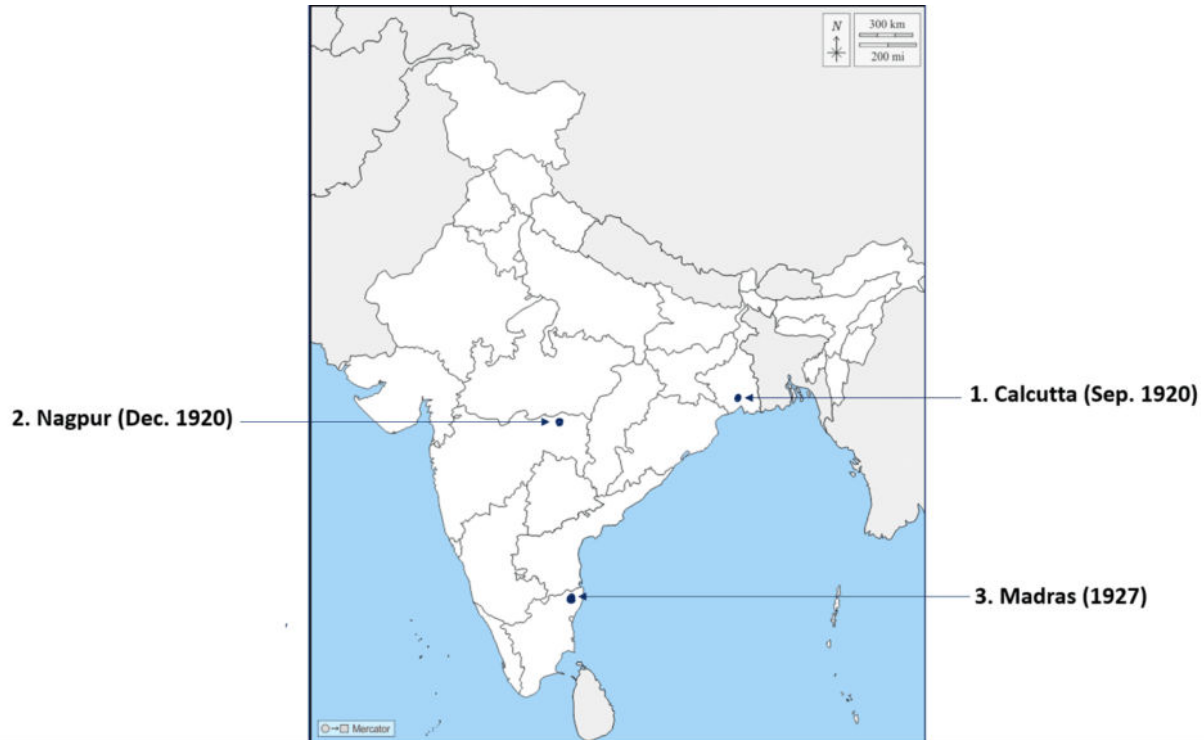 N
300 km
200 mi
1. Calcutta (Sep. 1920)
2. Nagpur (Dec. 1920)
3. Madras (1927)
Mercator